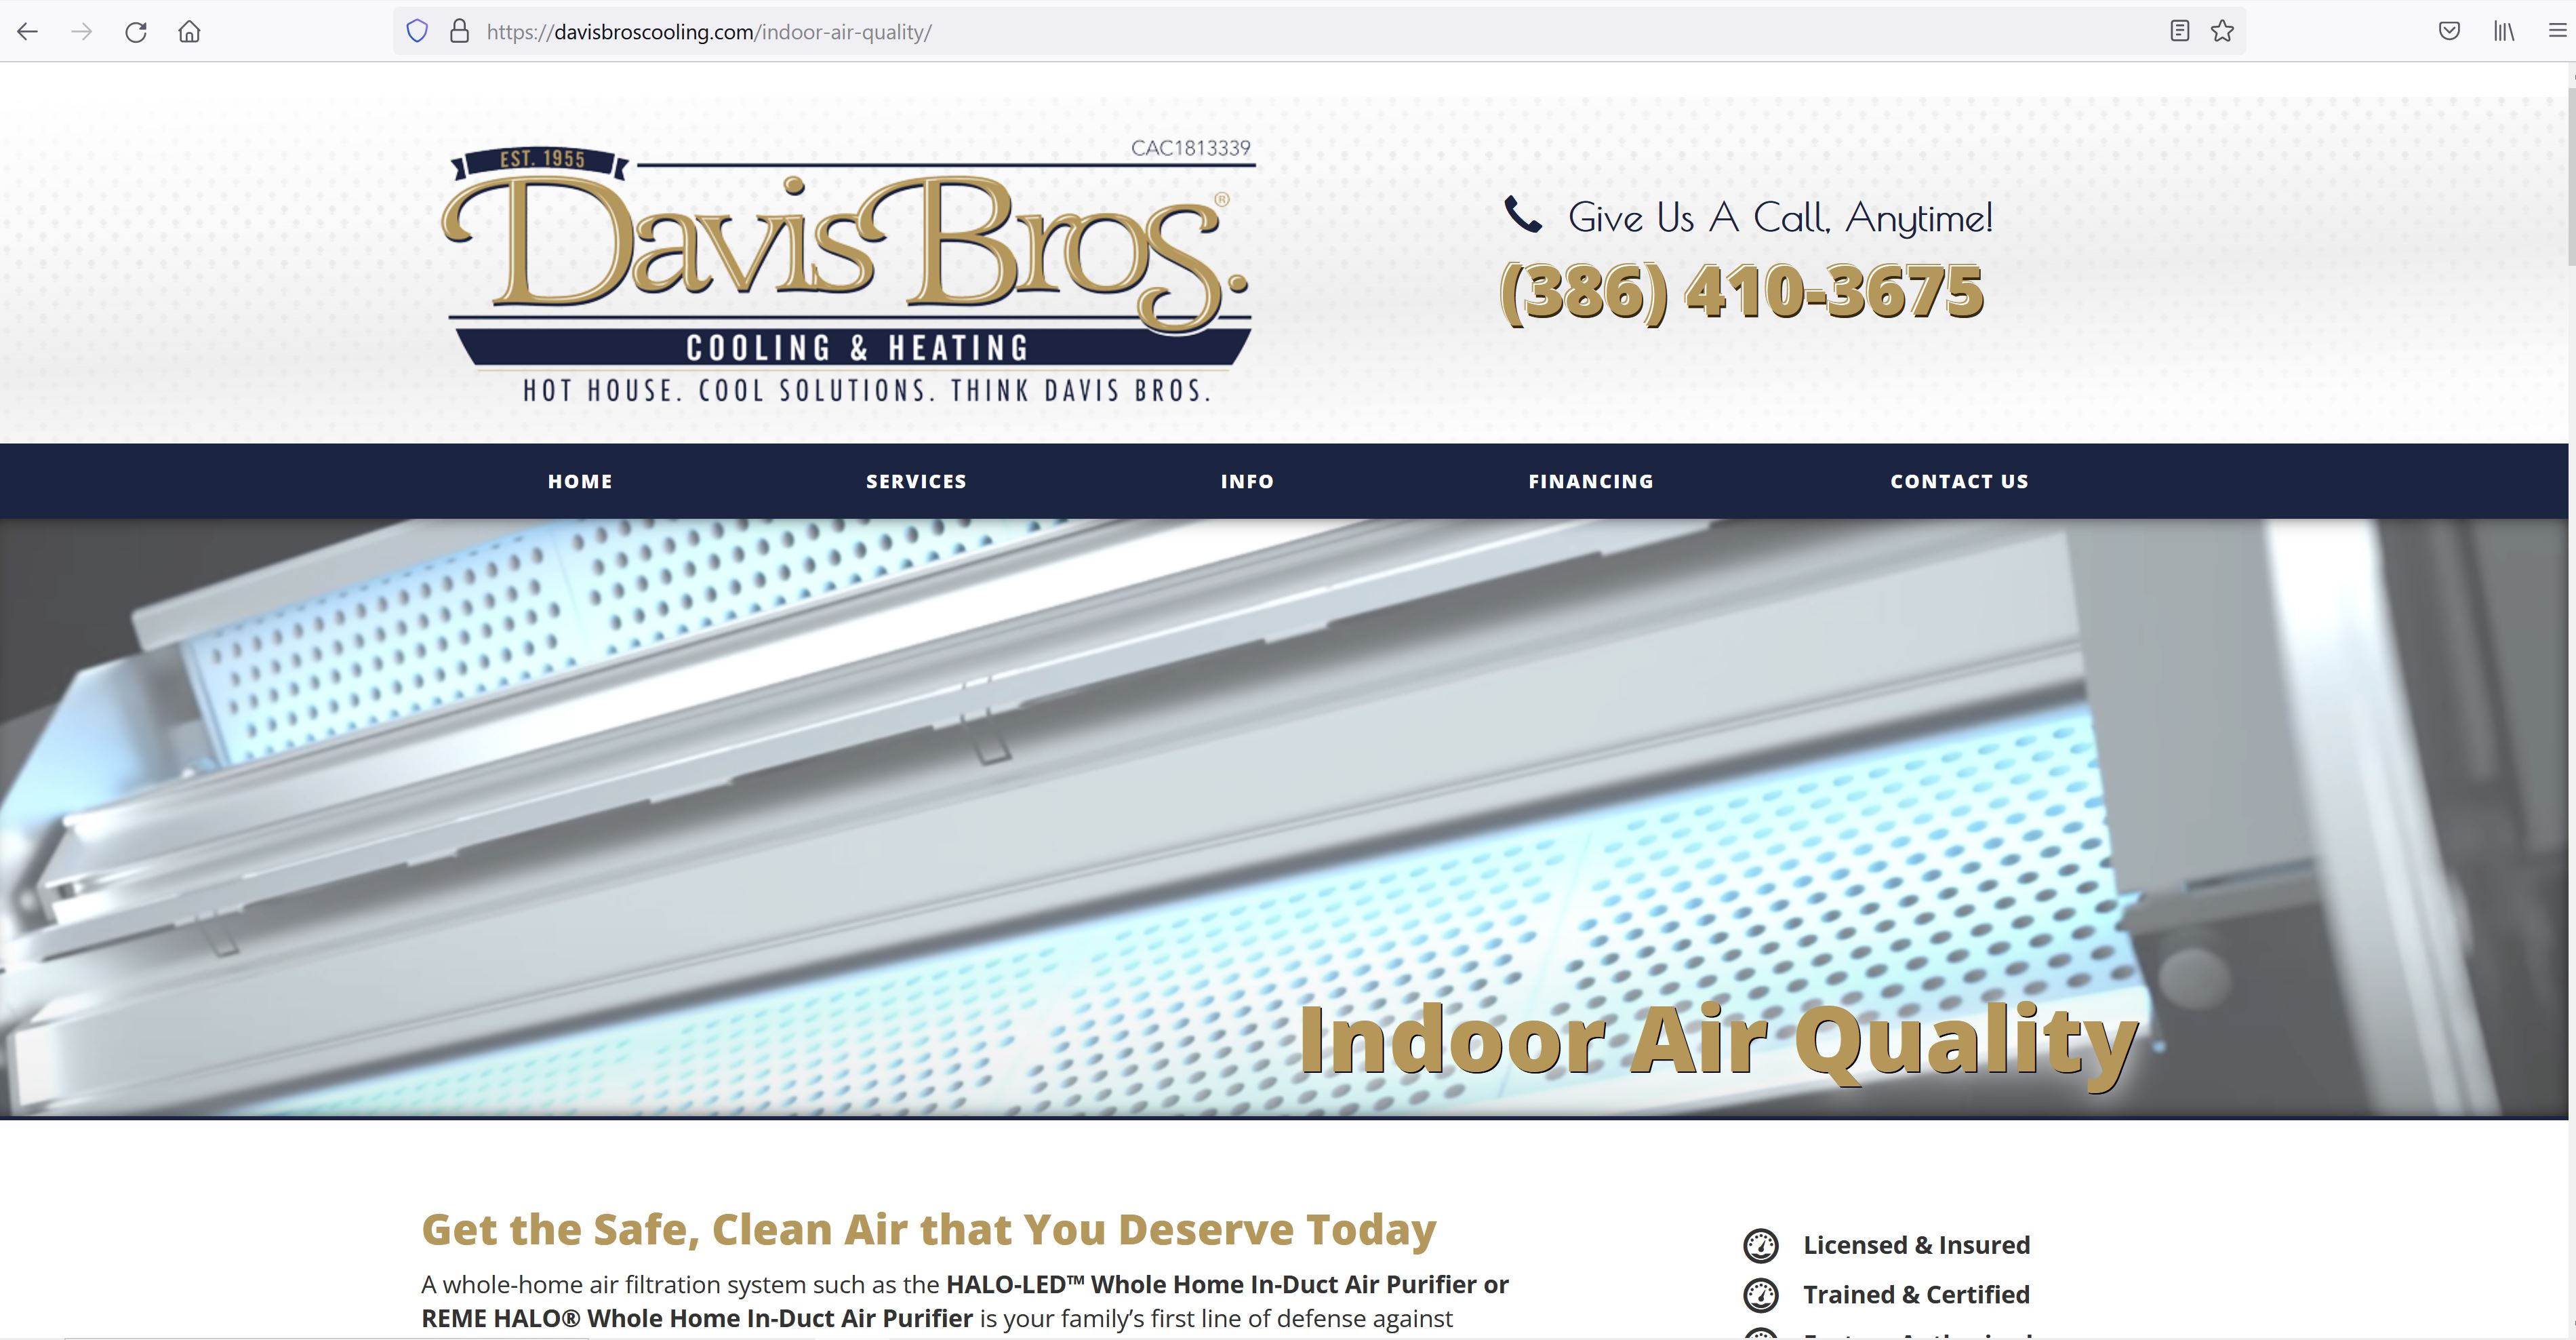 https://davisbroscooling.com/indoor-air-quality/
EST. 1955
CAC1813339
Davis Bros.®
COOLING & HEATING
HOT HOUSE. COOL SOLUTIONS. THINK DAVIS BROS.
Give Us A Call, Anytime!
(386) 410-3675
HOME SERVICES INFO FINANCING CONTACT US
Indoor Air Quality
Get the Safe, Clean Air that You Deserve Today
A whole-home air filtration system such as the HALO-LED™ Whole Home In-Duct Air Purifier or
REME HALO® Whole Home In-Duct Air Purifier is your family’s first line of defense against
Licensed & Insured
Trained & Certified